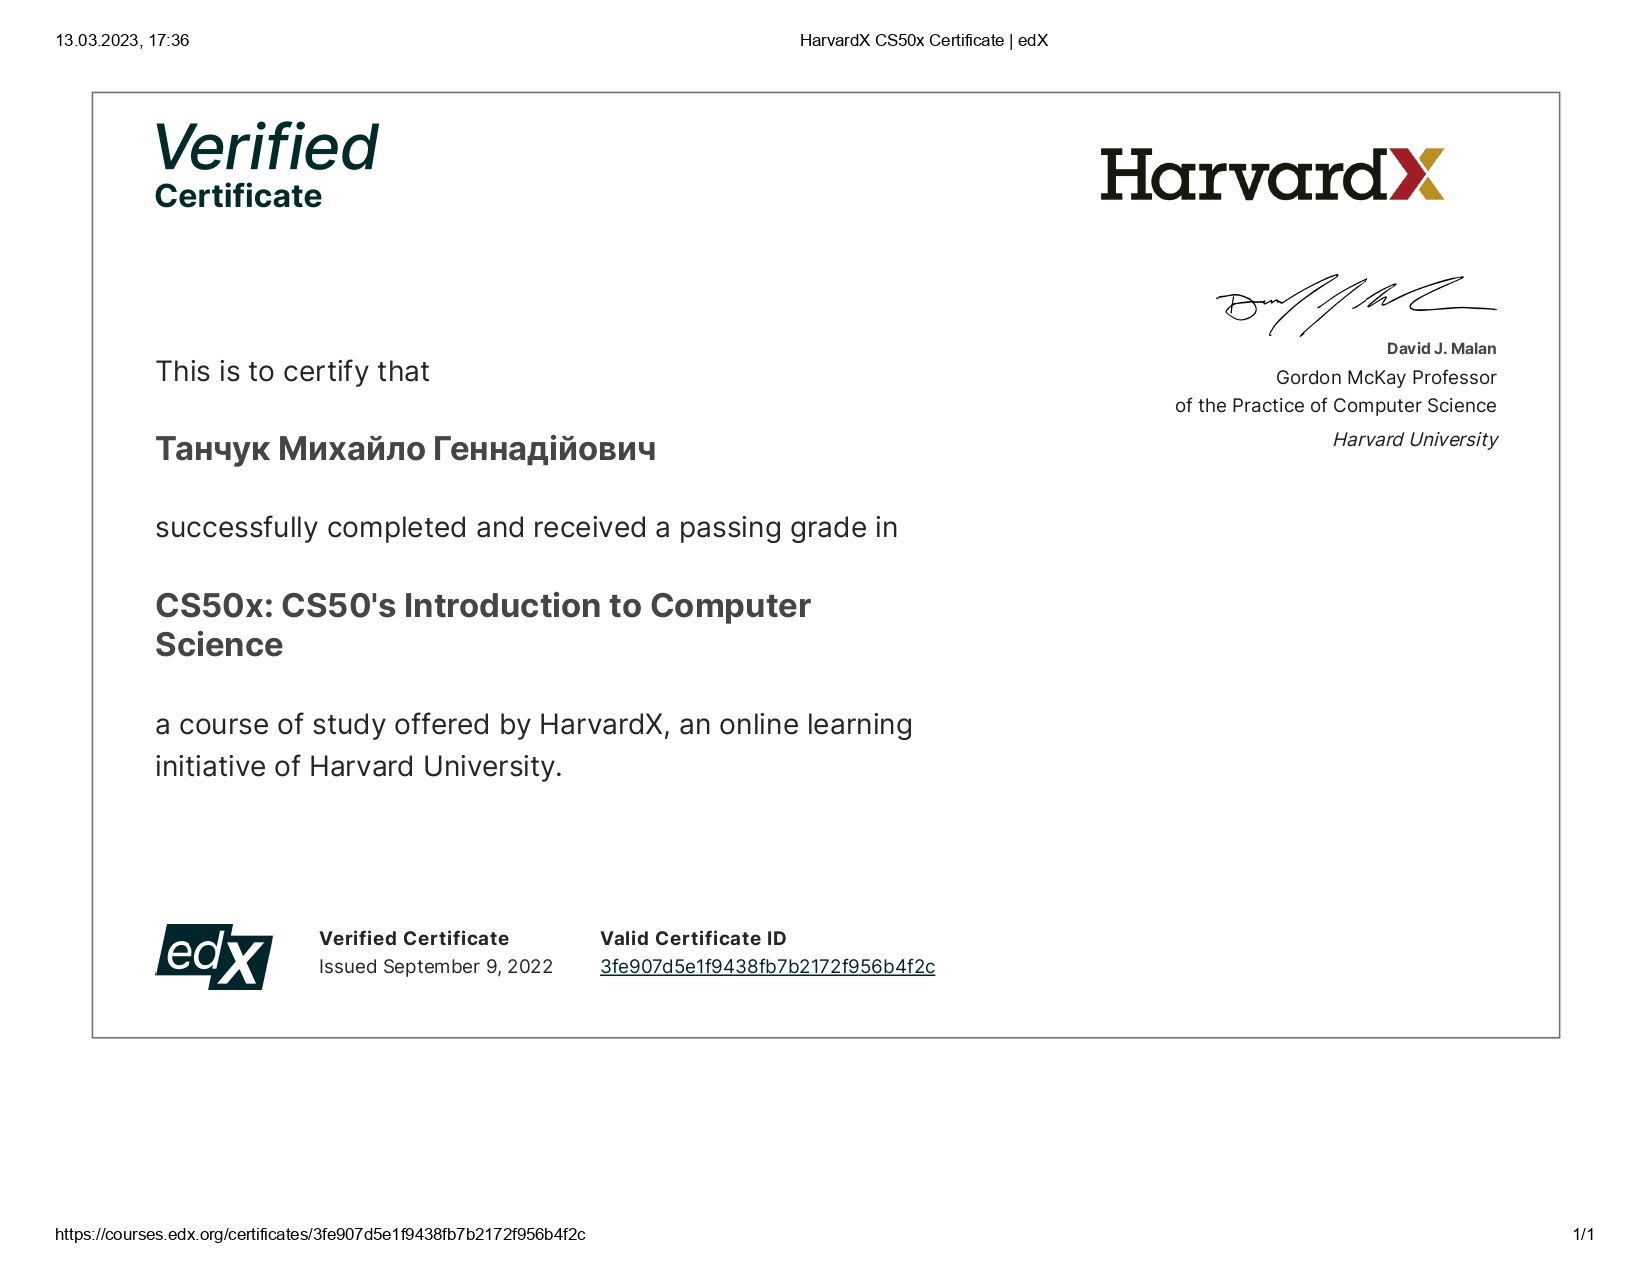 13.03.2023, 17:36
HarvardX CS50x Certificate | edX
Verified
Certificate
HarvardX
David J. Malan
Gordon McKay Professor
of the Practice of Computer Science
Harvard University
This is to certify that
Танчук Михайло Геннадійович
successfully completed and received a passing grade in
CS50x: CS50's Introduction to Computer
Science
a course of study offered by HarvardX, an online learning
initiative of Harvard University.
edX
Verified Certificate
Issued September 9, 2022
Valid Certificate ID
3fe907d5e1f9438fb7b2172f956b4f2c
https://courses.edx.org/certificates/3fe907d5e1f9438fb7b2172f956b4f2c
1/1